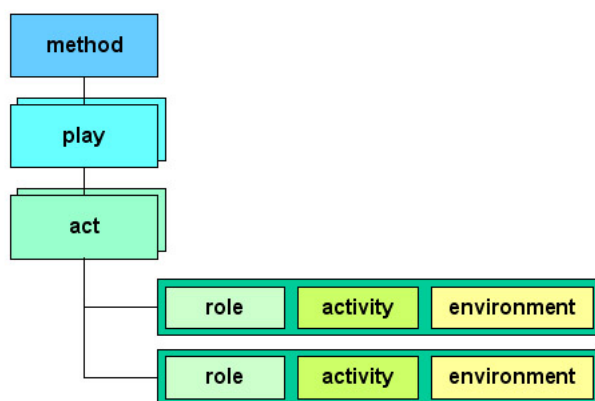 method
play
act
role activity environment
role activity environment